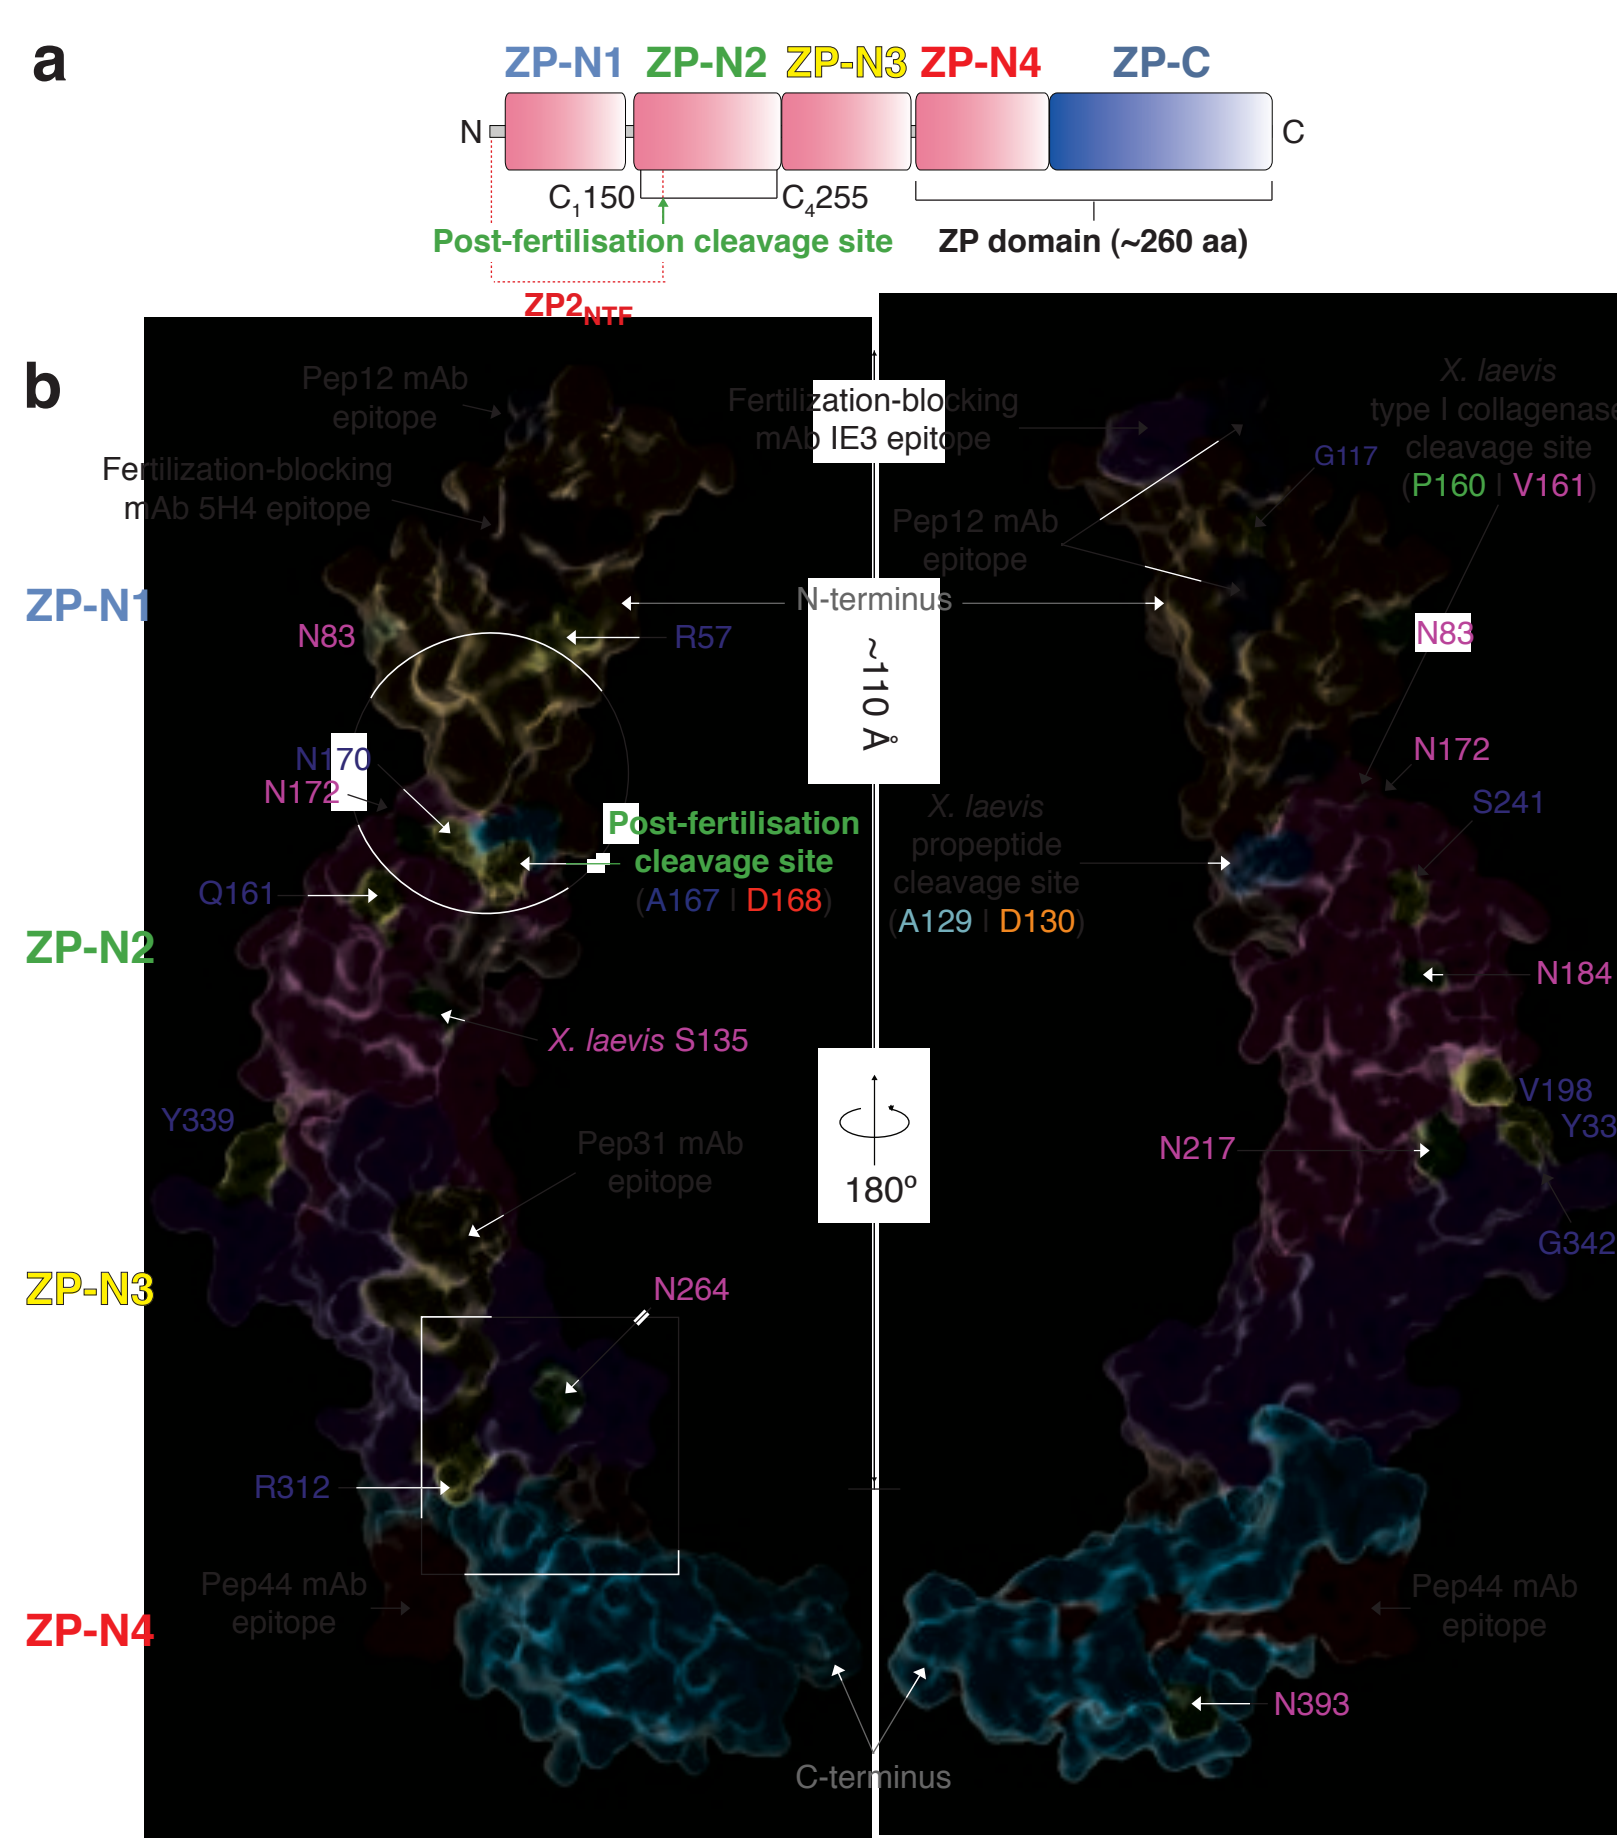 a
ZP-N1 ZP-N2 ZP-N3 ZP-N4 ZP-C
N C
C1150 C4255
Post-fertilisation cleavage site ZP domain (~260 aa)
ZP2NTF
b
Pep12 mAb
epitope
Fertilization-blocking
mAb 5H4 epitope
Fertilization-blocking
mAb IE3 epitope
X. laevis
type I collagenase
cleavage site
(P160 | V161)
G117
Pep12 mAb
epitope
ZP-N1
N-terminus
N83
R57
N83
~110 Å
N170
N172
N172
S241
Post-fertilisation
cleavage site
(A167 | D168)
X. laevis
propeptide
cleavage site
(A129 | D130)
Q161
ZP-N2
N184
X. laevis S135
V198
Y33
Y339
Pep31 mAb
epitope
N217
180º
G342
ZP-N3
N264
R312
Pep44 mAb
epitope
Pep44 mAb
epitope
ZP-N4
N393
C-terminus